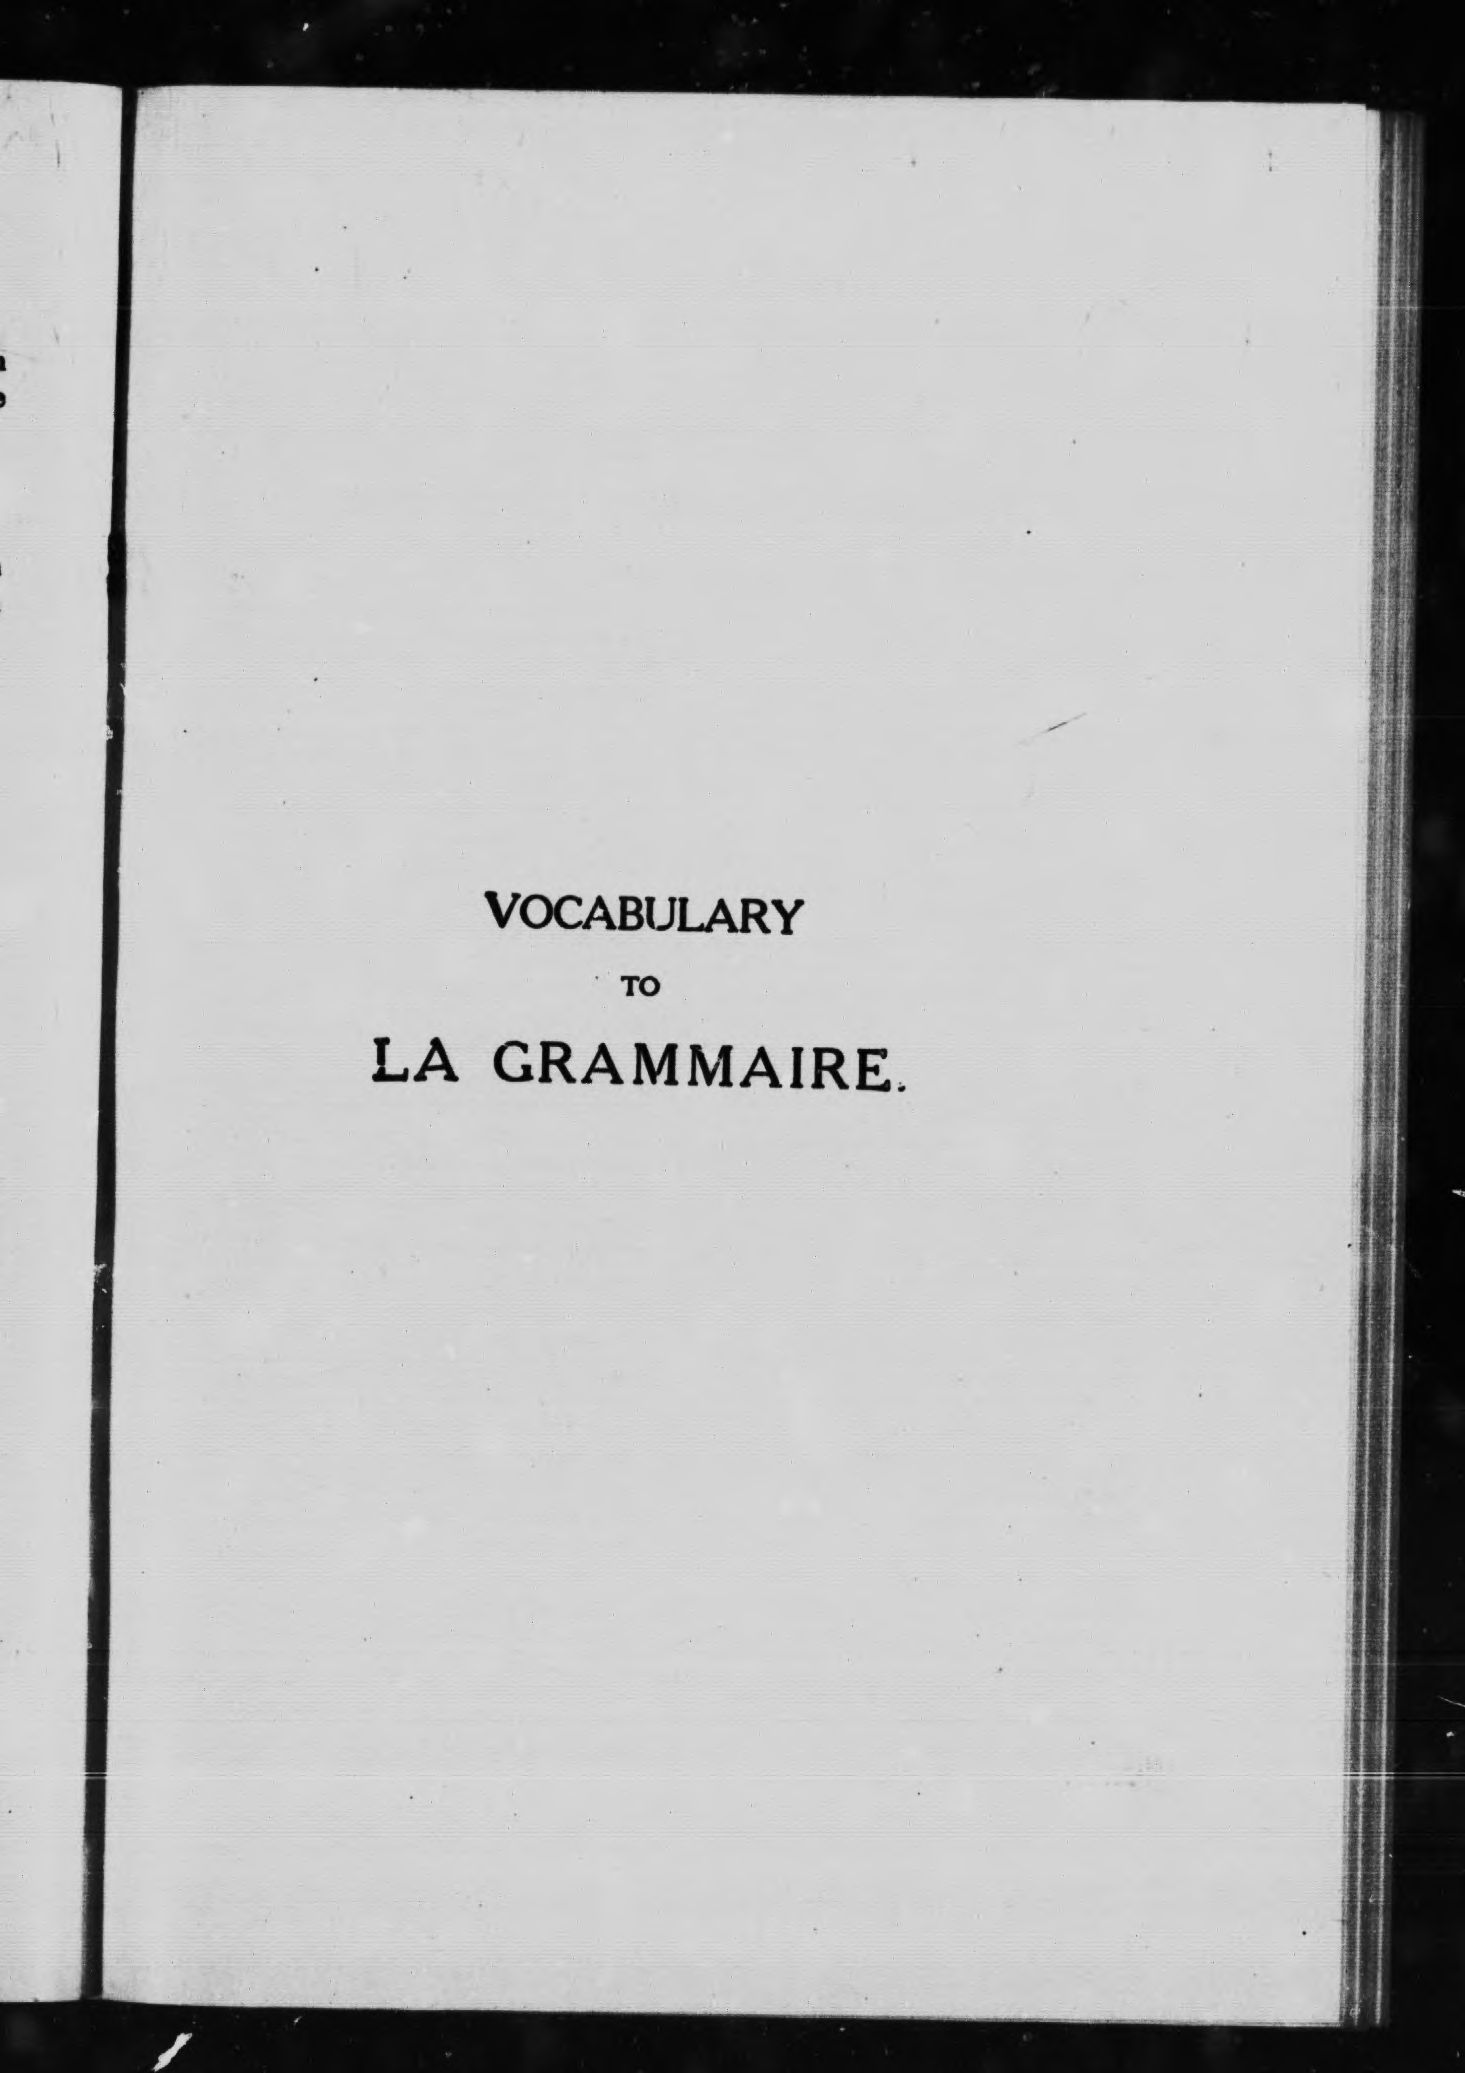 VOCABULARY
TO
LA GRAMMAIRE.